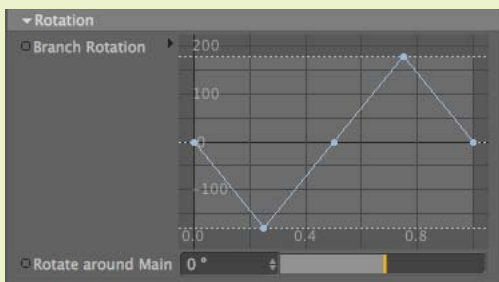 Rotation
Branch Rotation
200
100
0
-100
0.0 0.4 0.8
Rotate around Main 0 °